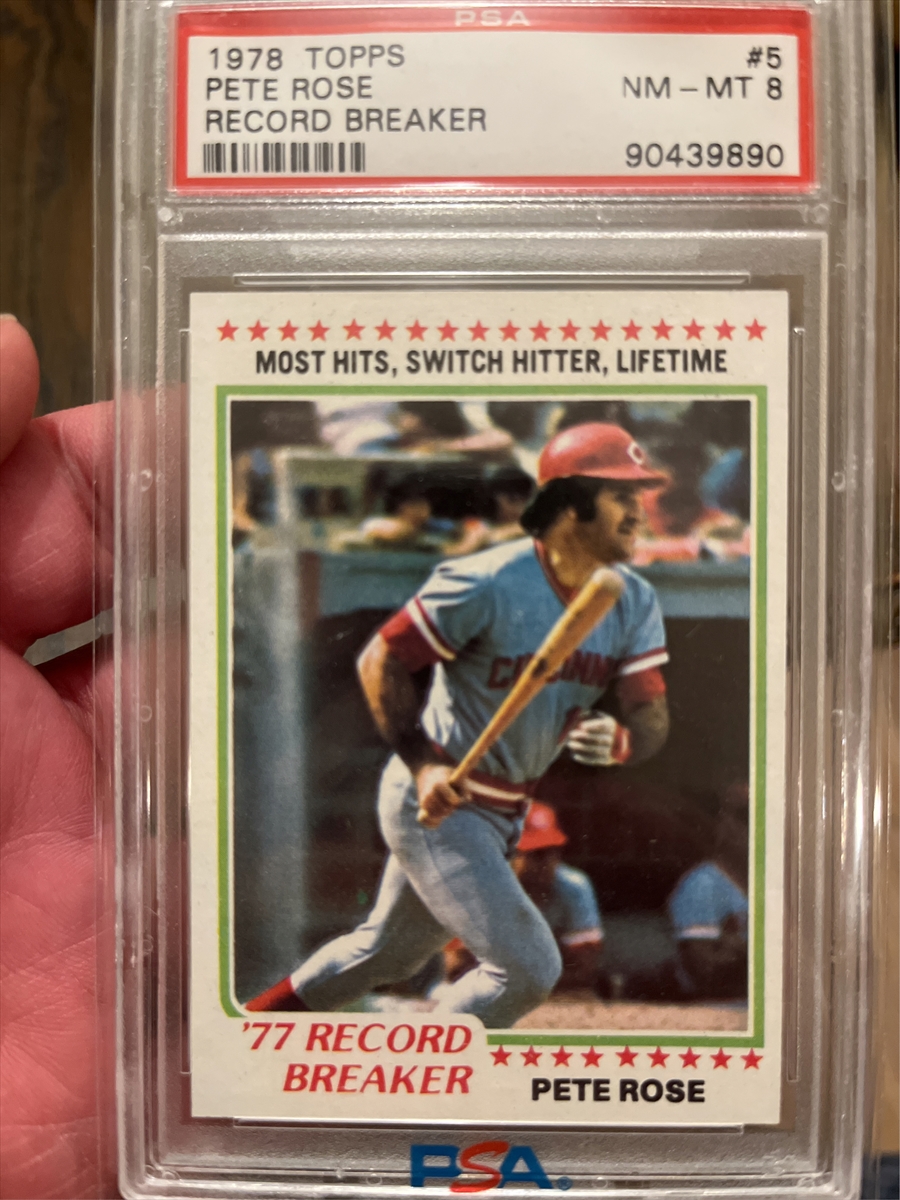 PSA
1978 TOPPS #5
PETE ROSE NM-MT 8
RECORD BREAKER
90439890
MOST HITS, SWITCH HITTER, LIFETIME
C
CINCINN
'77 RECORD
BREAKER
PETE ROSE
PSA®